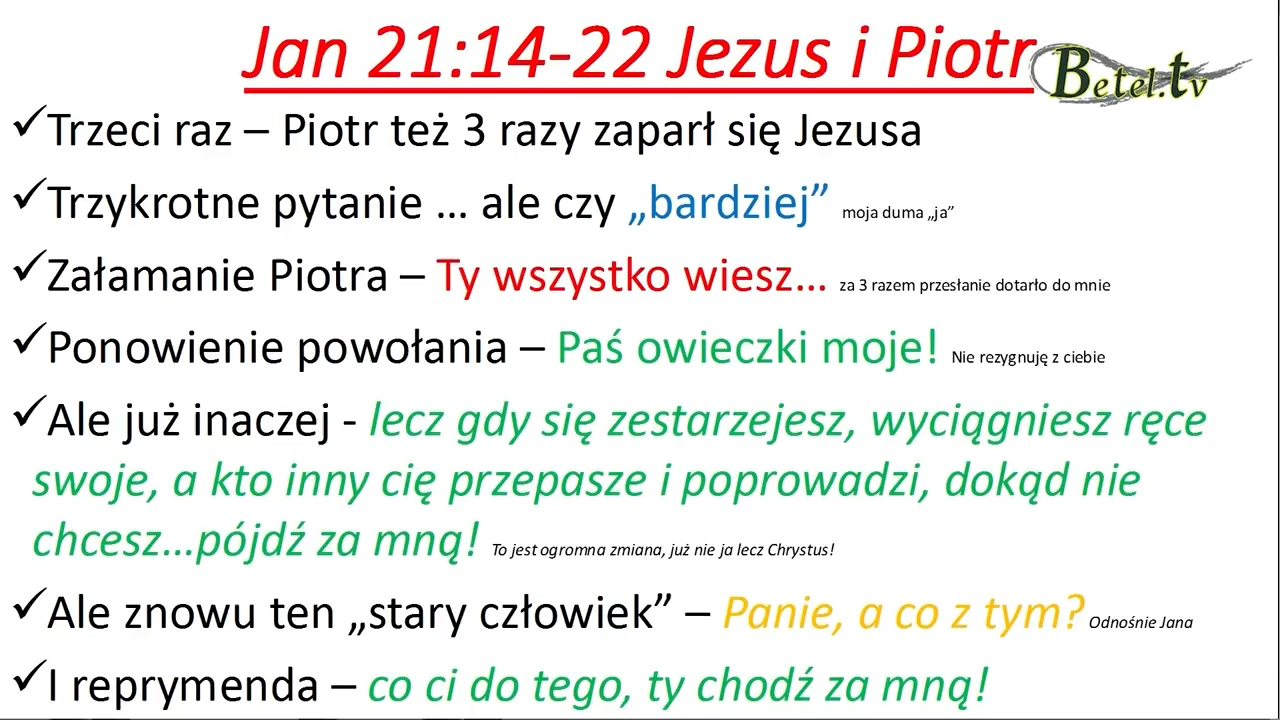 Jan 21:14-22 Jezus i Piotr
Betel.tv
✓Trzeci raz – Piotr też 3 razy zaparł się Jezusa
✓Trzykrotne pytanie ... ale czy „bardziej” moja duma „ja”
✓Załamanie Piotra – Ty wszystko wiesz... za 3 razem przesłanie dotarło do mnie
✓Ponowienie powołania – Paś owieczki moje! Nie rezygnuję z ciebie
✓Ale już inaczej - lecz gdy się zestarzejesz, wyciągniesz ręce
swoje, a kto inny cię przepasze i poprowadzi, dokąd nie
chcesz...pójdź za mną! To jest ogromna zmiana, już nie ja lecz Chrystus!
✓Ale znowu ten „stary człowiek” – Panie, a co z tym? Odnośnie Jana
✓I reprymenda – co ci do tego, ty chodź za mną!